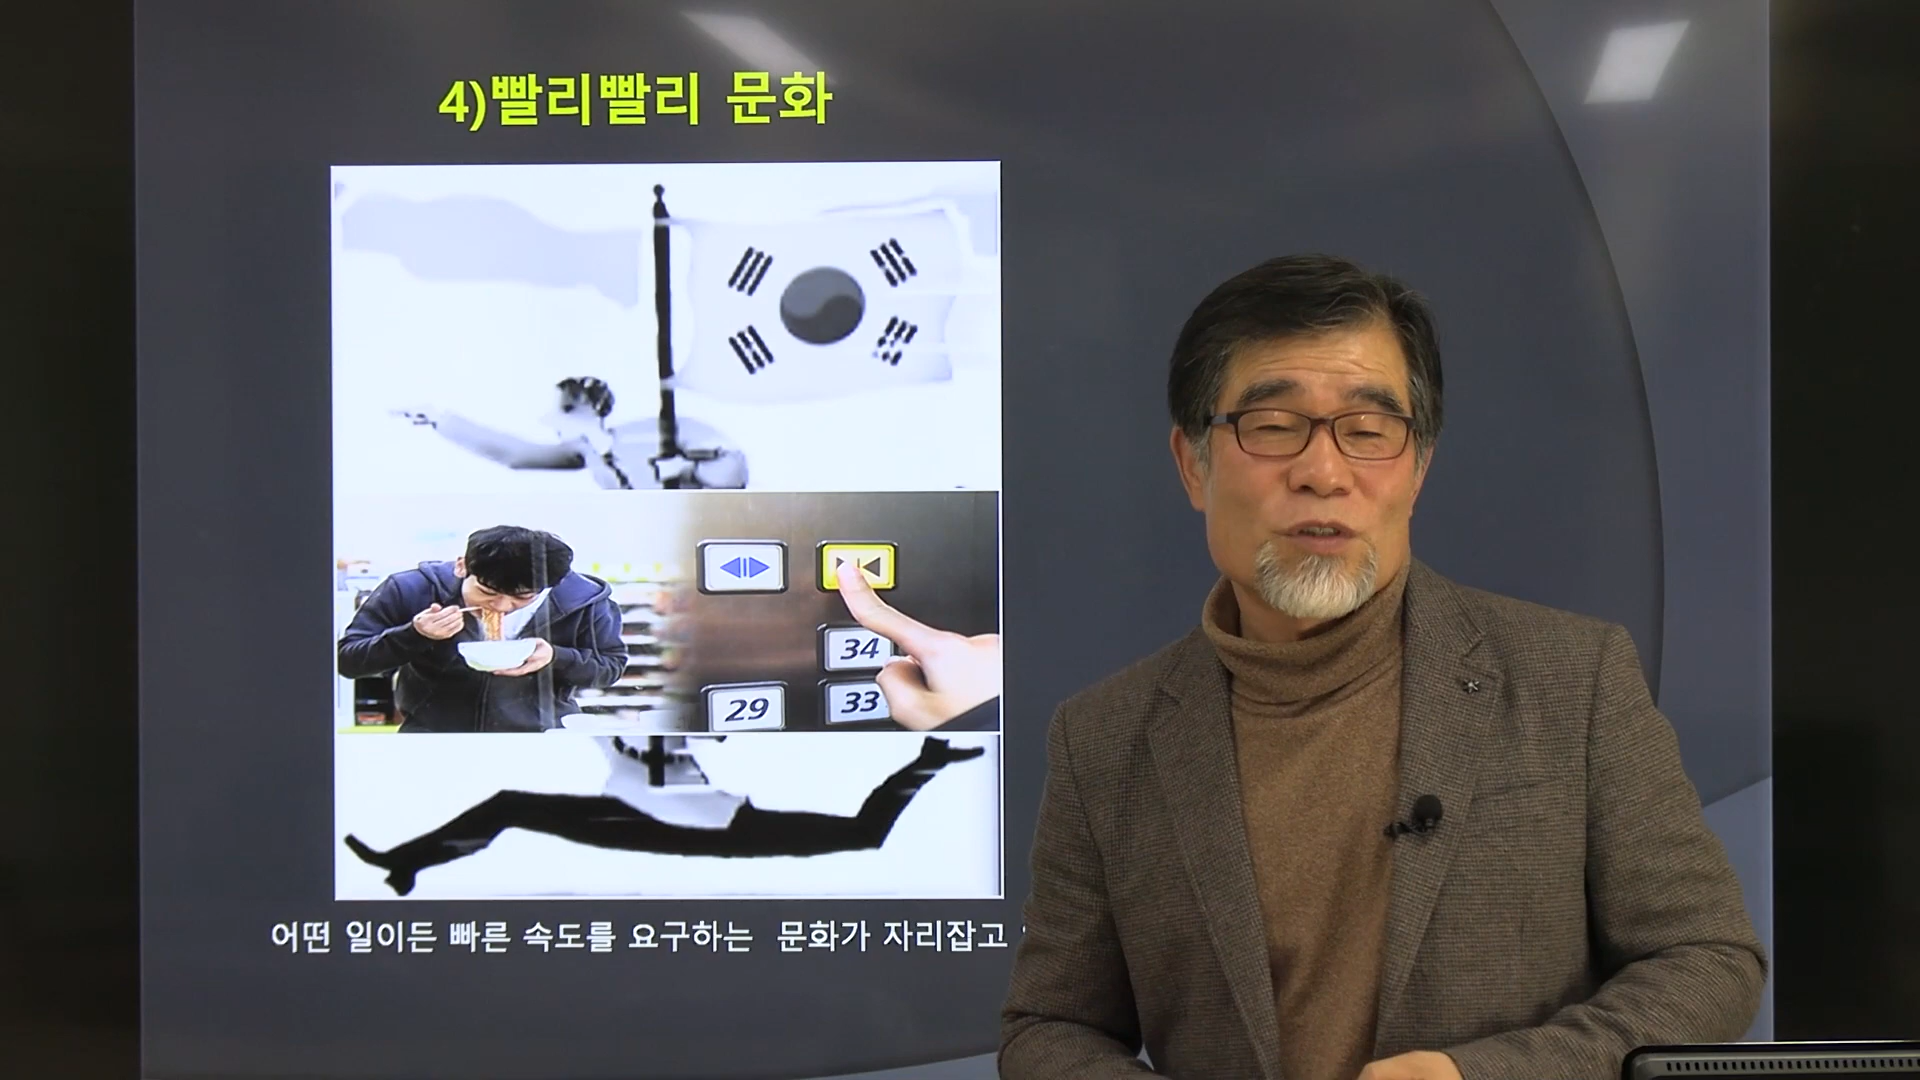 4)빨리빨리 문화
34
29
33
어떤 일이든 빠른 속도를 요구하는 문화가 자리잡고